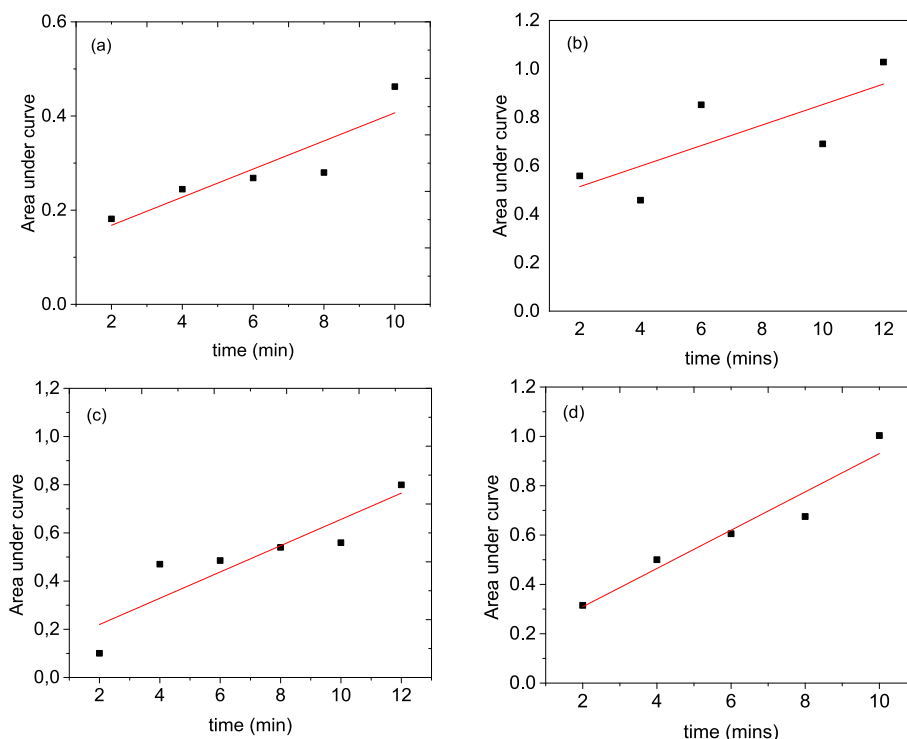 (a)
Area under curve
0.6
0.4
0.2
0.0
2 4 6 8 10
time (min)
(b)
Area under curve
1.2
1.0
0.8
0.6
0.4
0.2
0.0
2 4 6 8 10 12
time (mins)
(c)
Area under curve
1,2
1,0
0,8
0,6
0,4
0,2
0,0
2 4 6 8 10 12
time (min)
(d)
Area under curve
1.2
1.0
0.8
0.6
0.4
0.2
0.0
2 4 6 8 10
time (mins)